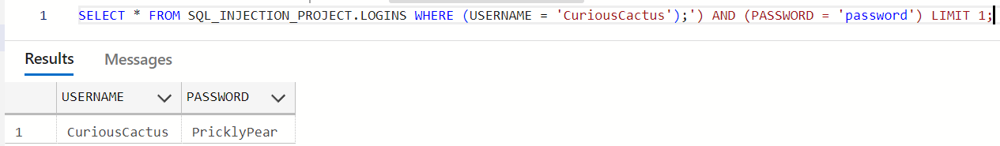 1 SELECT * FROM SQL_INJECTION_PROJECT.LOGINS WHERE (USERNAME = 'CuriousCactus');') AND (PASSWORD = 'password') LIMIT 1;
Results Messages
USERNAME PASSWORD
1 CuriousCactus PricklyPear